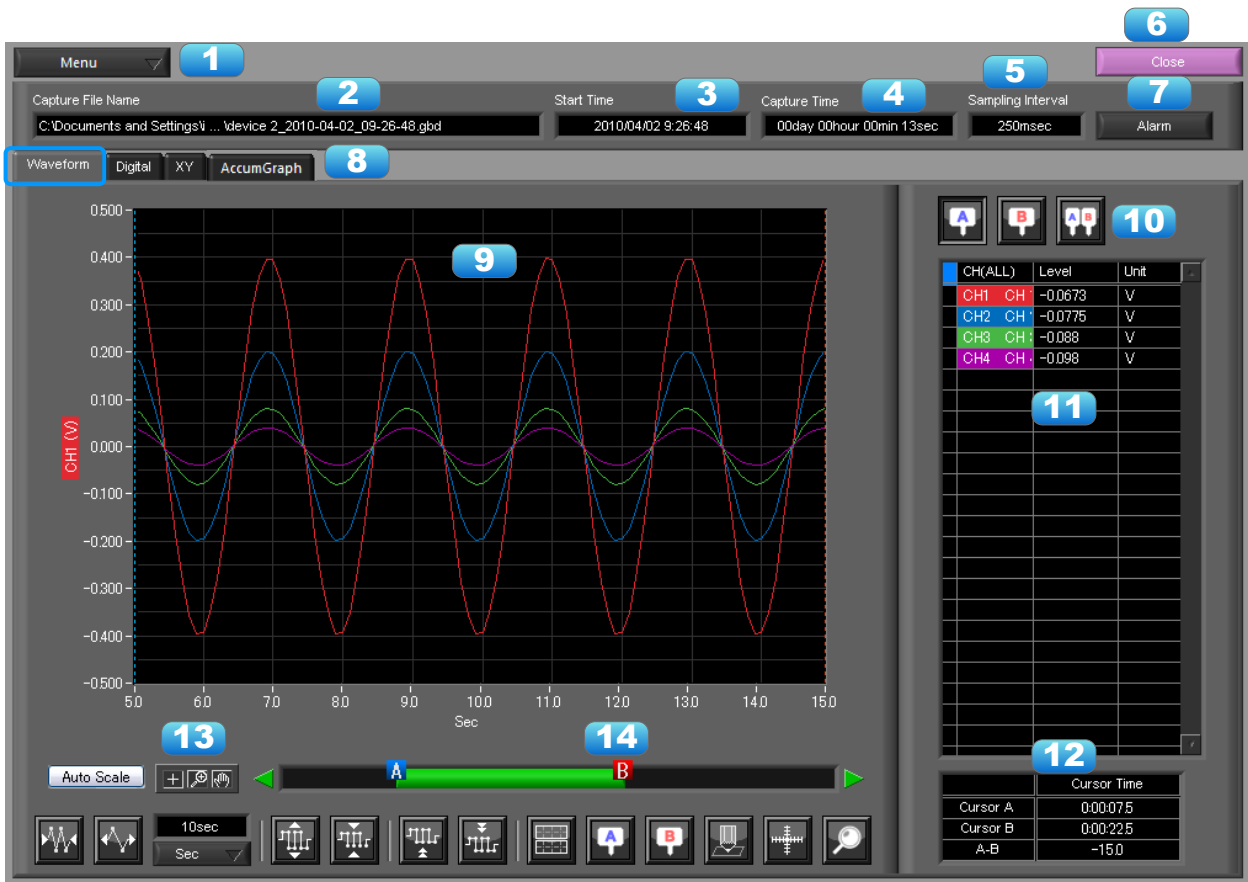 6
Menu 1 Close
Capture File Name 2 Start Time 3 Capture Time 4 Sampling Interval 5 7
C:\Documents and Settings\i ... \device 2_2010-04-02_09-26-48.gbd 2010/04/02 9:26:48 00day 00hour 00min 13sec 250msec Alarm
Waveform Digital XY AccumGraph 8
A B A B 10
0.500
0.400
0.300
0.200
0.100
0.000
-0.100
-0.200
-0.300
-0.400
-0.500
CH1 (V)
9
5.0 6.0 7.0 8.0 9.0 10.0 11.0 12.0 13.0 14.0 15.0
Sec
CH(ALL) Level Unit
CH1 CH -0.0673 V
CH2 CH -0.0775 V
CH3 CH -0.088 V
CH4 CH -0.098 V
11
13 14
Auto Scale A B
10sec
Sec
A B
12
Cursor Time
Cursor A 0:00:07.5
Cursor B 0:00:22.5
A-B -15.0